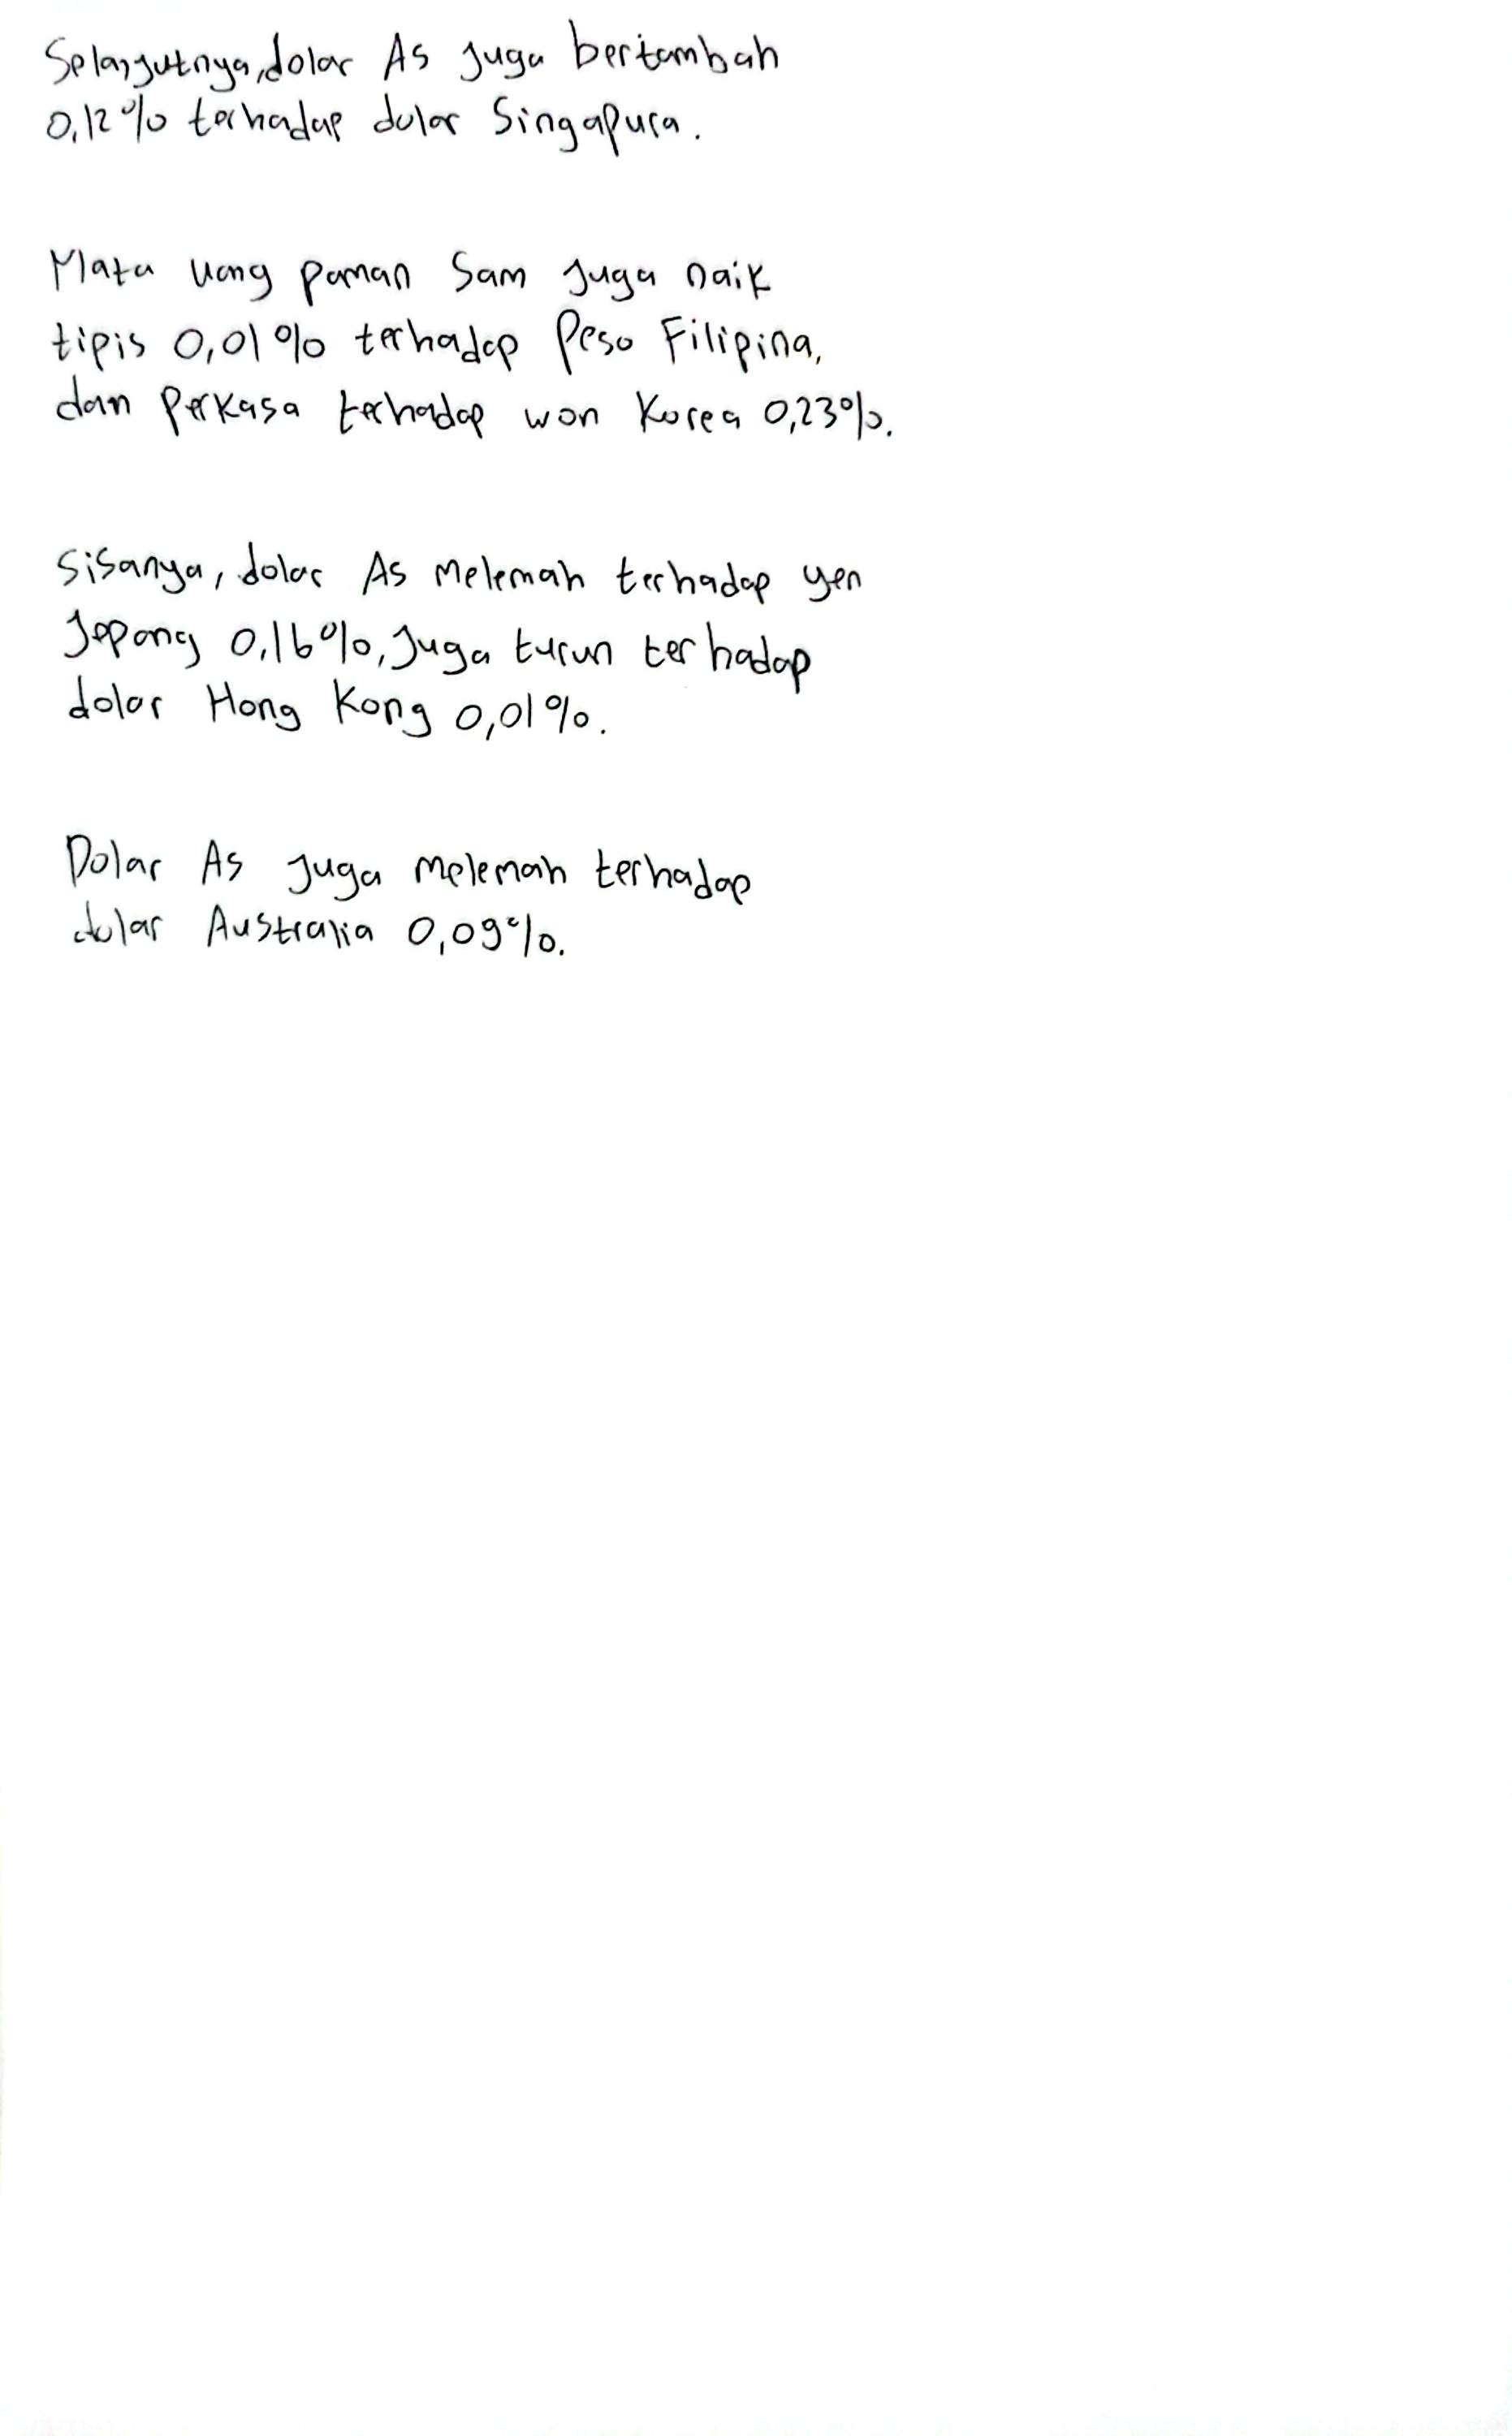 Selanjutnya, dolar As juga bertambah
0,12% terhadap dolar Singapura.
Mata uang paman Sam juga naik
tipis 0,01% terhadap Peso Filipina,
dan Perkasa terhadap won Korea 0,23%.
Sisanya, dolar As melemah terhadap yen
Jepang 0,16%, juga turun terhadap
dolar Hong Kong 0,01%.
Dolar As juga melemah terhadap
dolar Australia 0,09%.